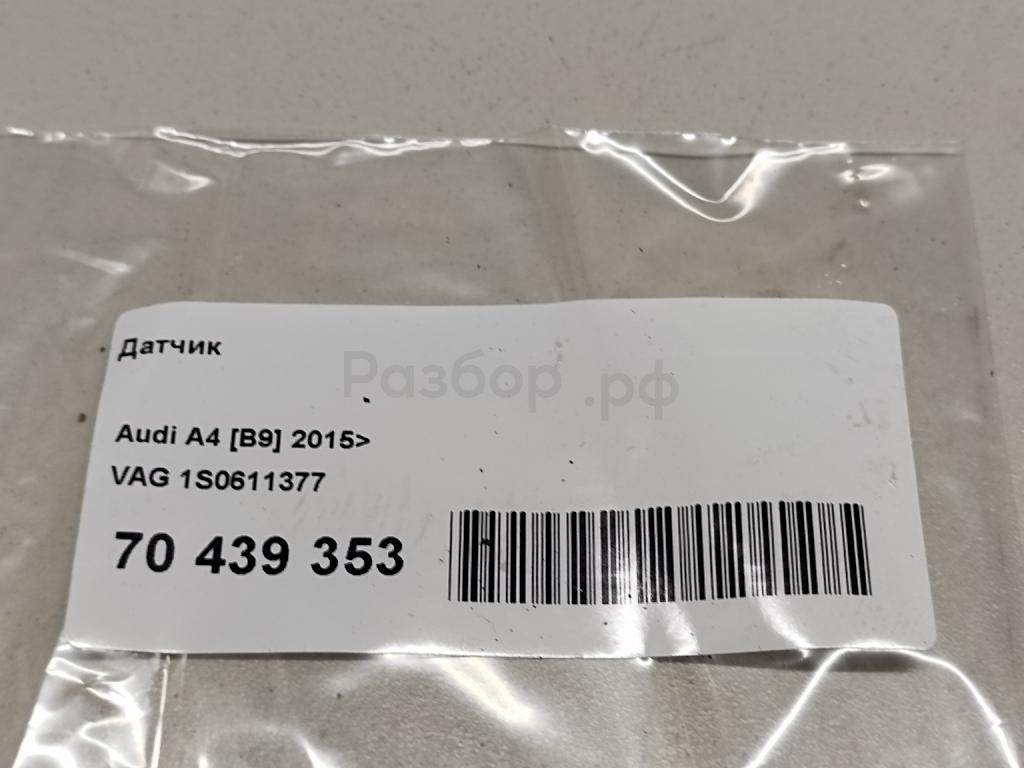 Датчик
Разбор.рф
Audi A4 [B9] 2015>
VAG 1S0611377
70 439 353